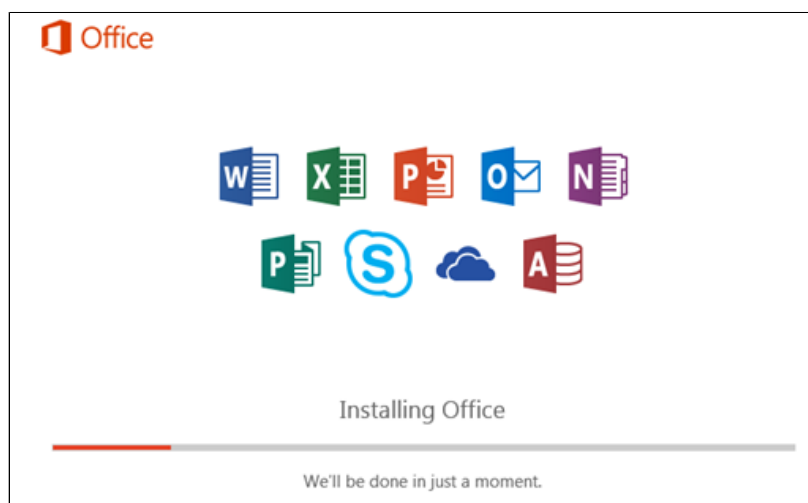 Office
W X P O N
P S A
Installing Office
We'll be done in just a moment.